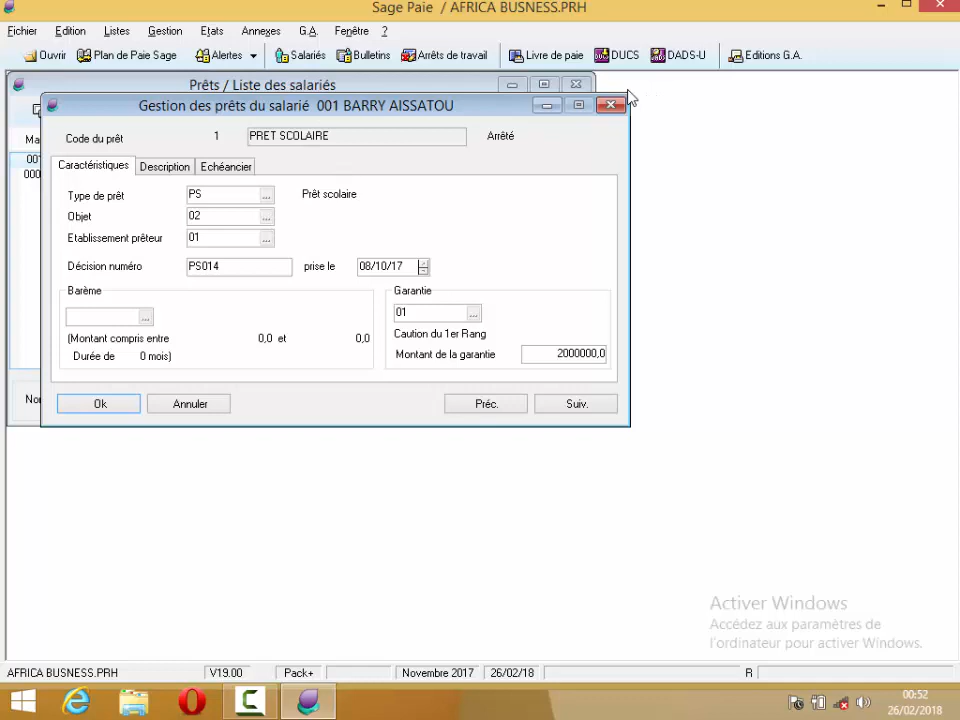 Sage Paie / AFRICA BUSNESS.PRH
Fichier Edition Listes Gestion Etats Annexes G.A. Fenêtre ?
Ouvrir Plan de Paie Sage Alertes Salariés Bulletins Arrêts de travail Livre de paie DUCS DADS-U Editions G.A.
Prêts / Liste des salariés
Gestion des prêts du salarié 001 BARRY AISSATOU
Code du prêt 1 PRET SCOLAIRE Arrêté
Caractéristiques Description Echéancier
Type de prêt PS ... Prêt scolaire
Objet 02 ...
Etablissement prêteur 01 ...
Décision numéro PS014 prise le 08/10/17
Barème Garantie
... 01 ...
(Montant compris entre 0,0 et 0,0 Caution du 1er Rang
Durée de 0 mois) Montant de la garantie 2000000,0
Ok Annuler Préc. Suiv.
Activer Windows
Accédez aux paramètres de
l'ordinateur pour activer Windows.
AFRICA BUSNESS.PRH V19.00 Pack+ Novembre 2017 26/02/18 R
00:52
26/02/2018